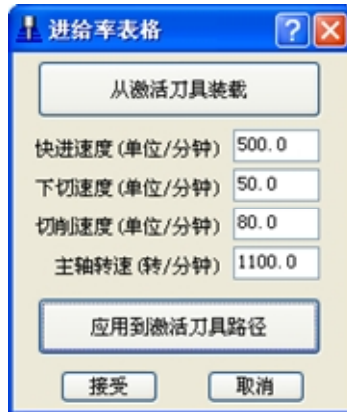 进给率表格
从激活刀具装载
快进速度(单位/分钟) 500.0
下切速度(单位/分钟) 50.0
切削速度(单位/分钟) 80.0
主轴转速(转/分钟) 1100.0
应用到激活刀具路径
接受 取消